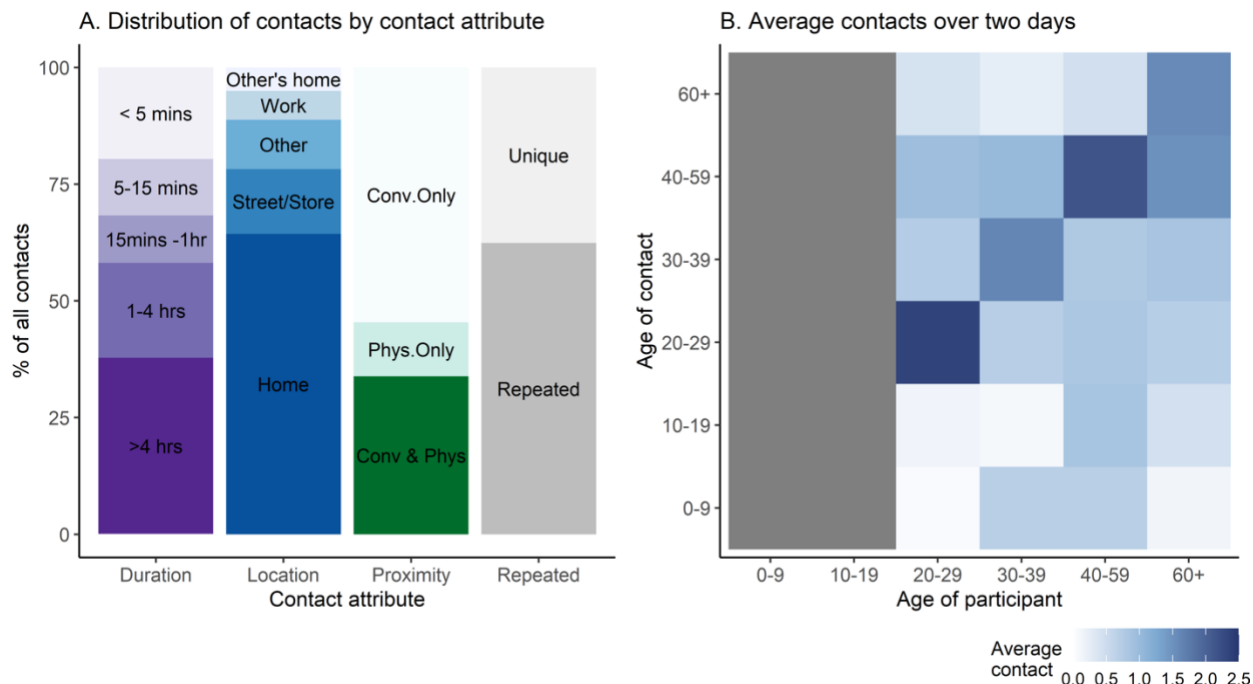 A. Distribution of contacts by contact attribute
% of all contacts
100
75
50
25
0
< 5 mins
5-15 mins
15mins -1hr
1-4 hrs
>4 hrs
Other's home
Work
Other
Street/Store
Home
Conv.Only
Phys.Only
Conv & Phys
Unique
Repeated
Duration
Location
Proximity
Repeated
Contact attribute
B. Average contacts over two days
Age of contact
60+
40-59
30-39
20-29
10-19
0-9
0-9
10-19
20-29
30-39
40-59
60+
Age of participant
Average
contact
0.0 0.5 1.0 1.5 2.0 2.5